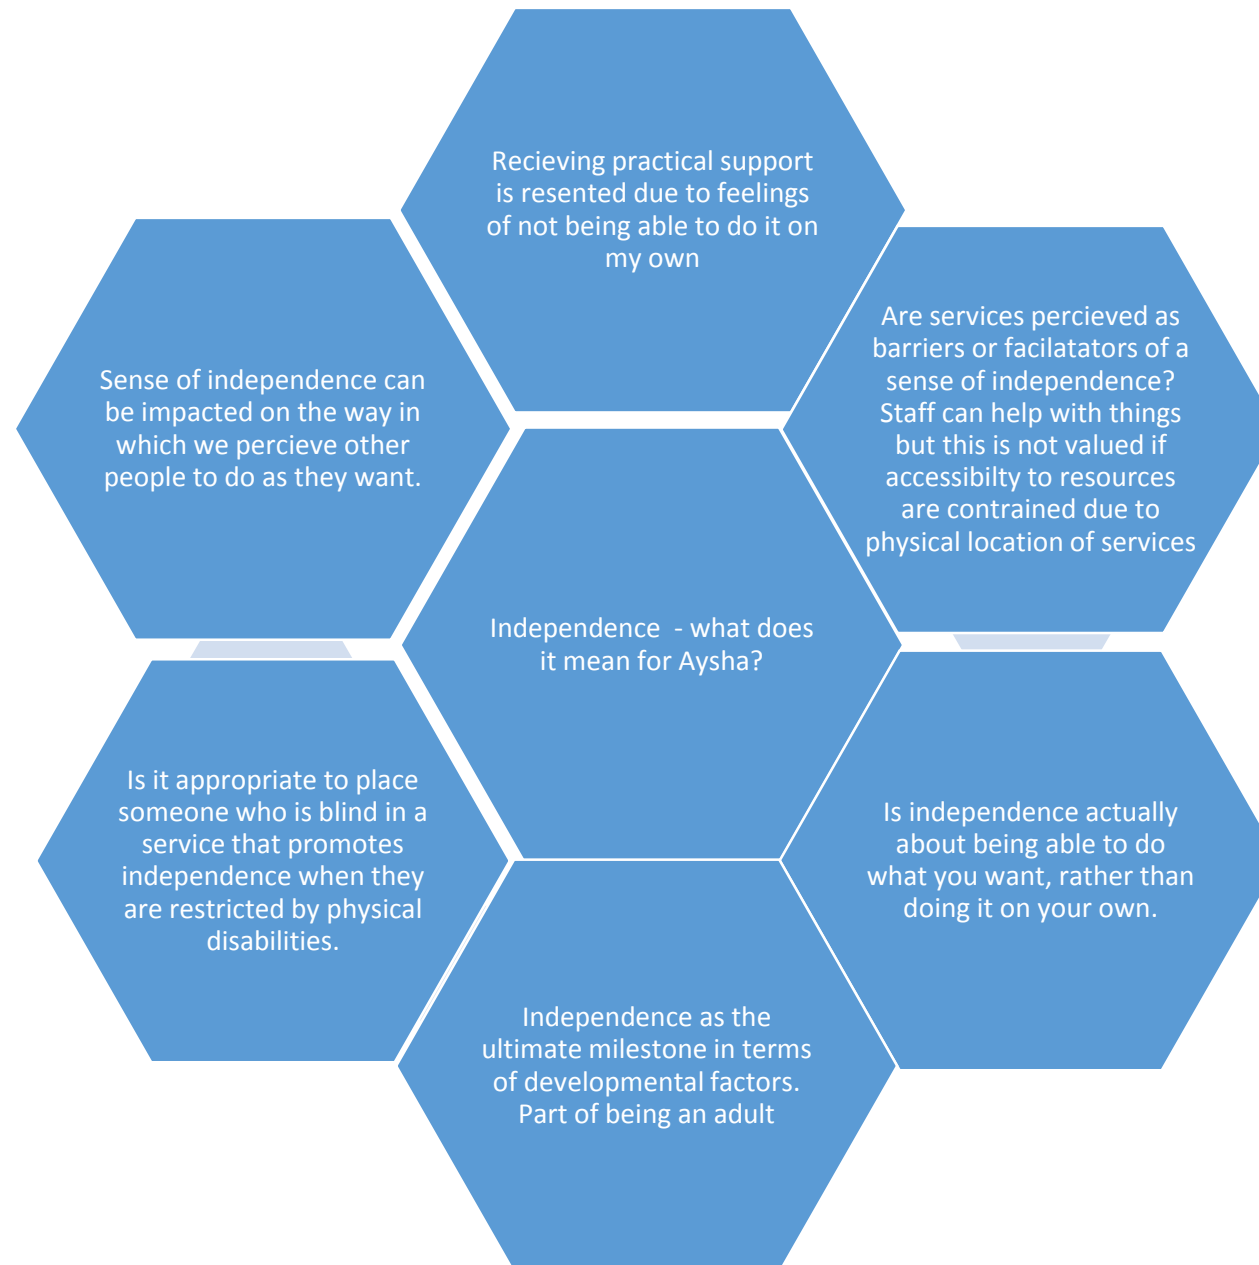 Recieving practical support
is resented due to feelings
of not being able to do it on
my own
Are services percieved as
barriers or facilatators of a
sense of independence?
Staff can help with things
but this is not valued if
accessibilty to resources
are contrained due to
physical location of services
Sense of independence can
be impacted on the way in
which we percieve other
people to do as they want.
Independence - what does
it mean for Aysha?
Is it appropriate to place
someone who is blind in a
service that promotes
independence when they
are restricted by physical
disabilities.
Is independence actually
about being able to do
what you want, rather than
doing it on your own.
Independence as the
ultimate milestone in terms
of developmental factors.
Part of being an adult